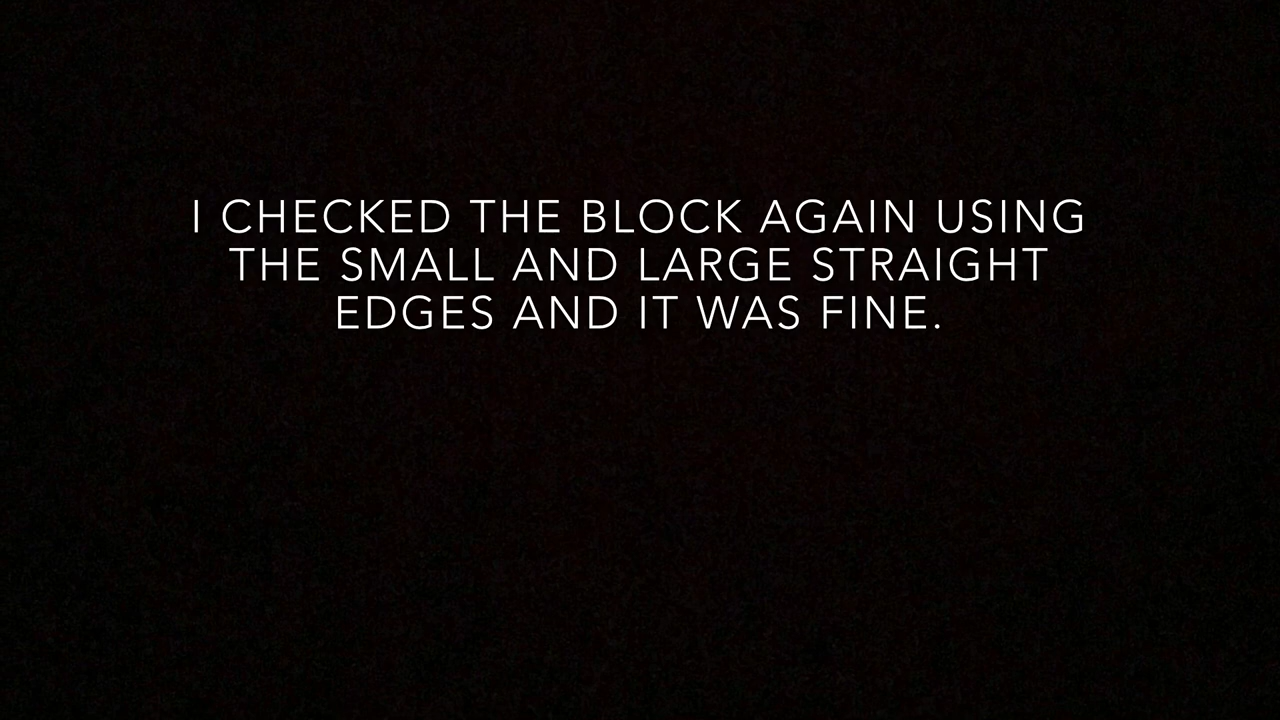 I CHECKED THE BLOCK AGAIN USING
THE SMALL AND LARGE STRAIGHT
EDGES AND IT WAS FINE.